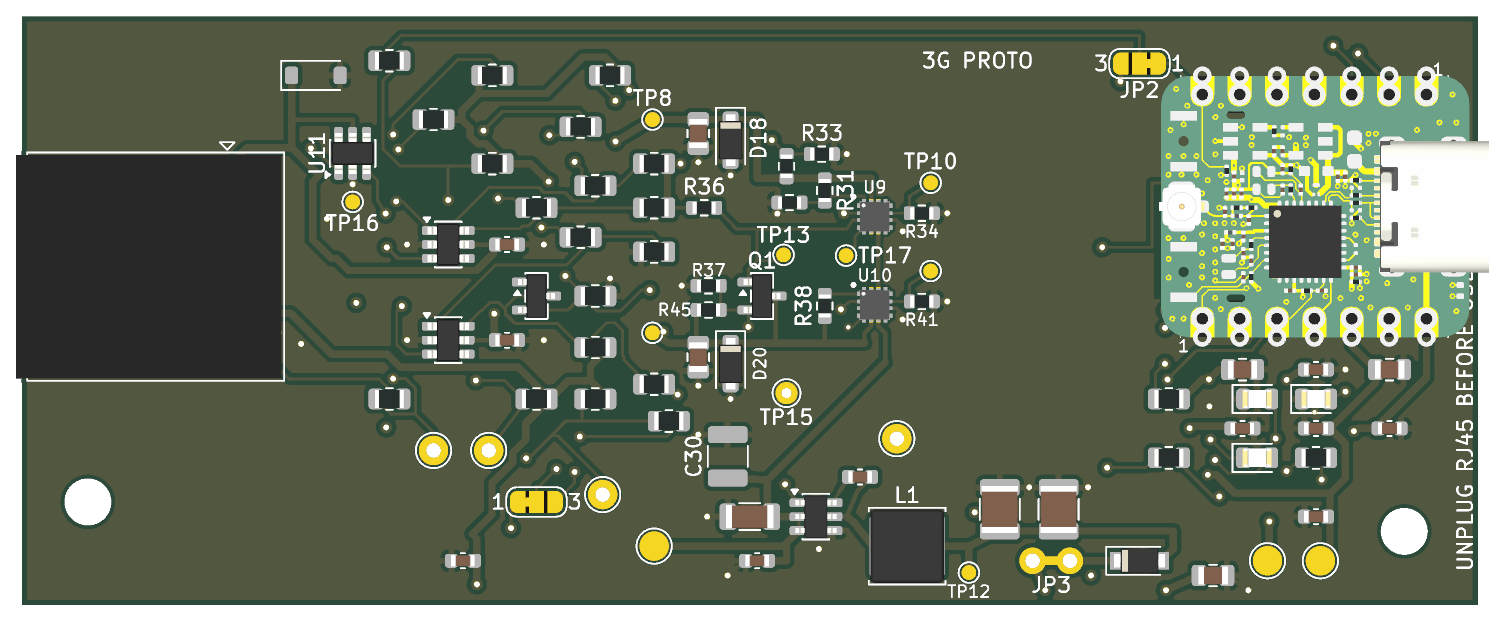 3G PROTO
3 1
JP2
1
TP8
D18
R33
U11
TP10
R36
R31
U9
TP16
R34
TP13
Q1
TP17
R37
U10
R45
R38
R41
1
D20
TP15
C30
1 3
L1
JP3
TP12
UNPLUG RJ45 BEFORE